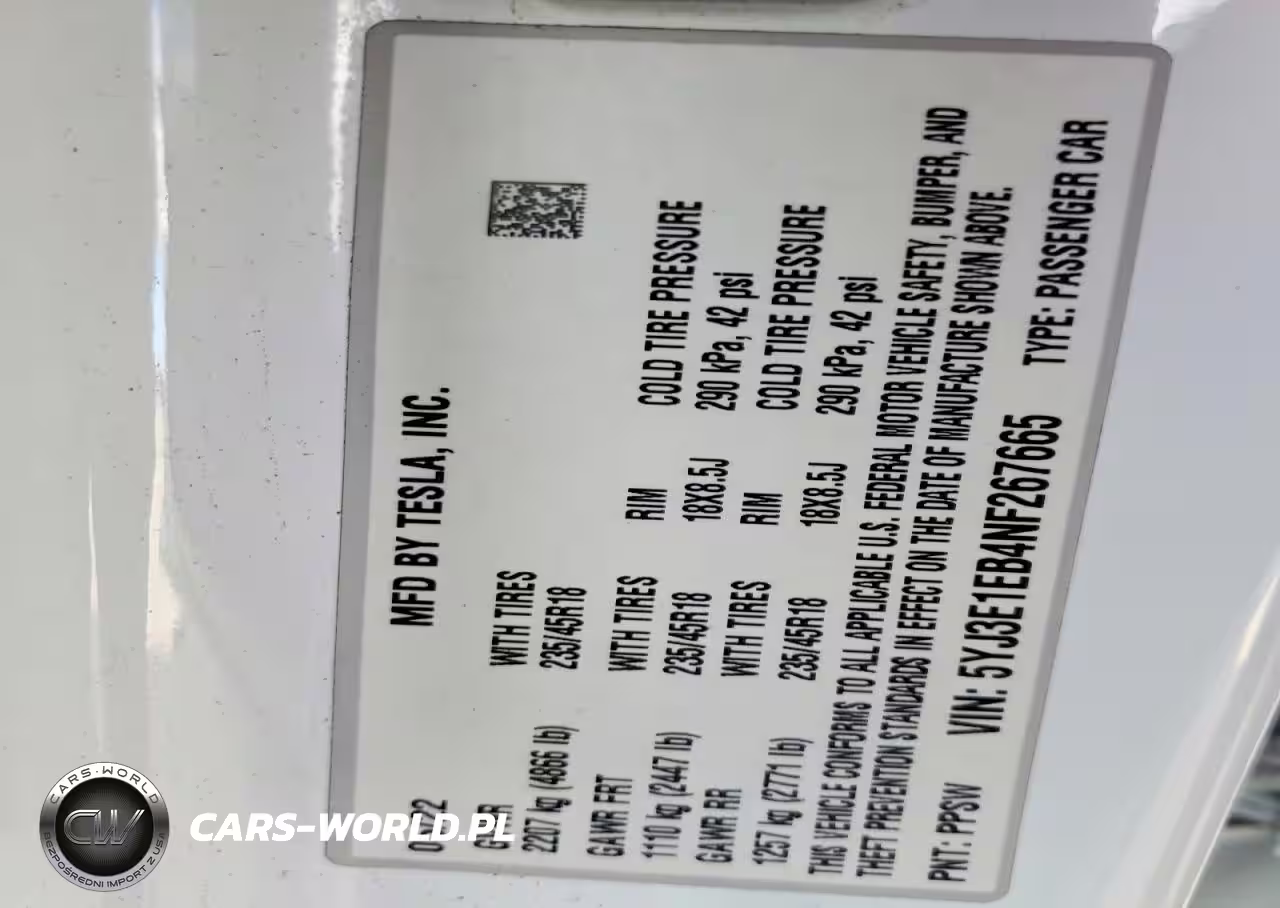 MFD BY TESLA, INC.
GVWR
WITH TIRES
2207 kg (4866 lb)
235/45R18
GAWR FRT
WITH TIRES
RIM
COLD TIRE PRESSURE
1110 kg (2447 lb)
235/45R18
18X8.5J
290 kPa, 42 psi
GAWR RR
WITH TIRES
RIM
COLD TIRE PRESSURE
1257 kg (2771 lb)
235/45R18
18X8.5J
290 kPa, 42 psi
THIS VEHICLE CONFORMS TO ALL APPLICABLE U.S. FEDERAL MOTOR VEHICLE SAFETY, BUMPER, AND
THEFT PREVENTION STANDARDS IN EFFECT ON THE DATE OF MANUFACTURE SHOWN ABOVE.
PNT: PPSW
VIN: 5YJ3E1EB4NF267665
TYPE: PASSENGER CAR
CARS-WORLD
CW
BEZPOŚREDNI IMPORT Z USA
CARS-WORLD.PL